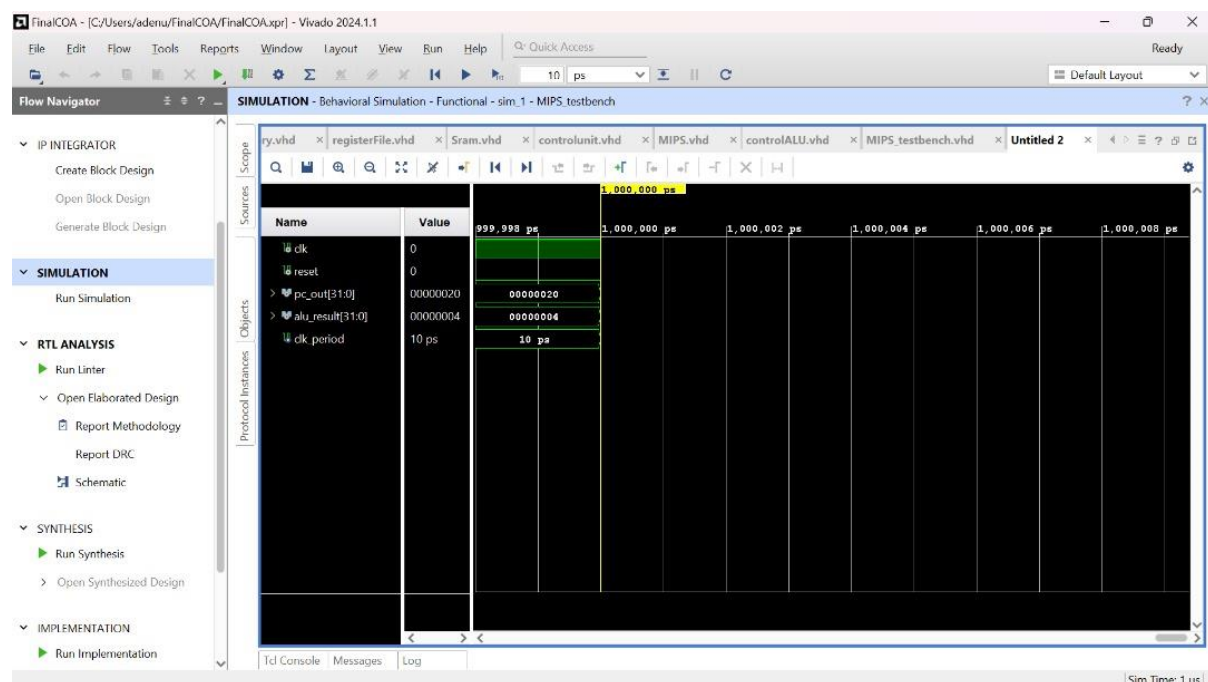 FinalCOA - [C:/Users/adenu/FinalCOA/FinalCOA.xpr] - Vivado 2024.1.1
File Edit Flow Tools Reports Window Layout View Run Help Quick Access Ready
10 ps Default Layout
Flow Navigator ? SIMULATION - Behavioral Simulation - Functional - sim_1 - MIPS_testbench ? ×
IP INTEGRATOR
Create Block Design
Open Block Design
Generate Block Design
SIMULATION
Run Simulation
RTL ANALYSIS
Run Linter
Open Elaborated Design
Report Methodology
Report DRC
Schematic
SYNTHESIS
Run Synthesis
Open Synthesized Design
IMPLEMENTATION
Run Implementation
Scope
Sources
Objects
Protocol Instances
ry.vhd × registerFile.vhd × Sram.vhd × controlunit.vhd × MIPS.vhd × controlALU.vhd × MIPS_testbench.vhd × Untitled 2 ×
1,000,000 ps
Name Value 999,998 ps 1,000,000 ps 1,000,002 ps 1,000,004 ps 1,000,006 ps 1,000,008 ps
clk 0
reset 0
pc_out[31:0] 00000020 00000020
alu_result[31:0] 00000004 00000004
clk_period 10 ps 10 ps
Tcl Console Messages Log
Sim Time: 1 us